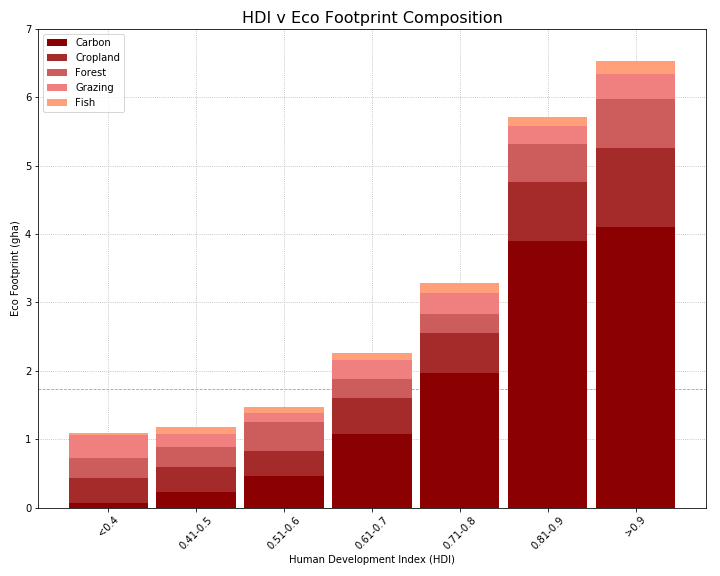 HDI v Eco Footprint Composition
Carbon
Cropland
Forest
Grazing
Fish
7
6
5
4
3
2
1
0
Eco Footprint (gha)
<0.4
0.41-0.5
0.51-0.6
0.61-0.7
0.71-0.8
0.81-0.9
>0.9
Human Development Index (HDI)